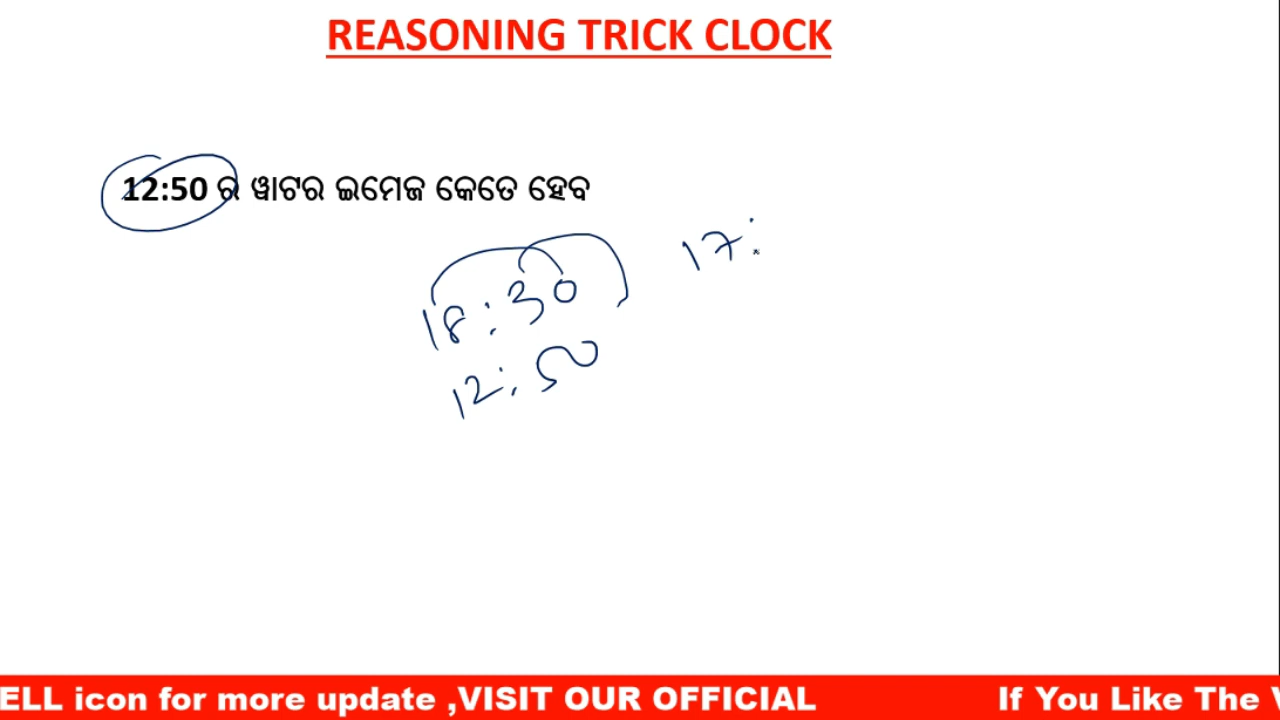 REASONING TRICK CLOCK
12:50 ର ୱାଟର ଇମେଜ କେତେ ହେବ
17:
18:30
12:50
ELL icon for more update ,VISIT OUR OFFICIAL If You Like The